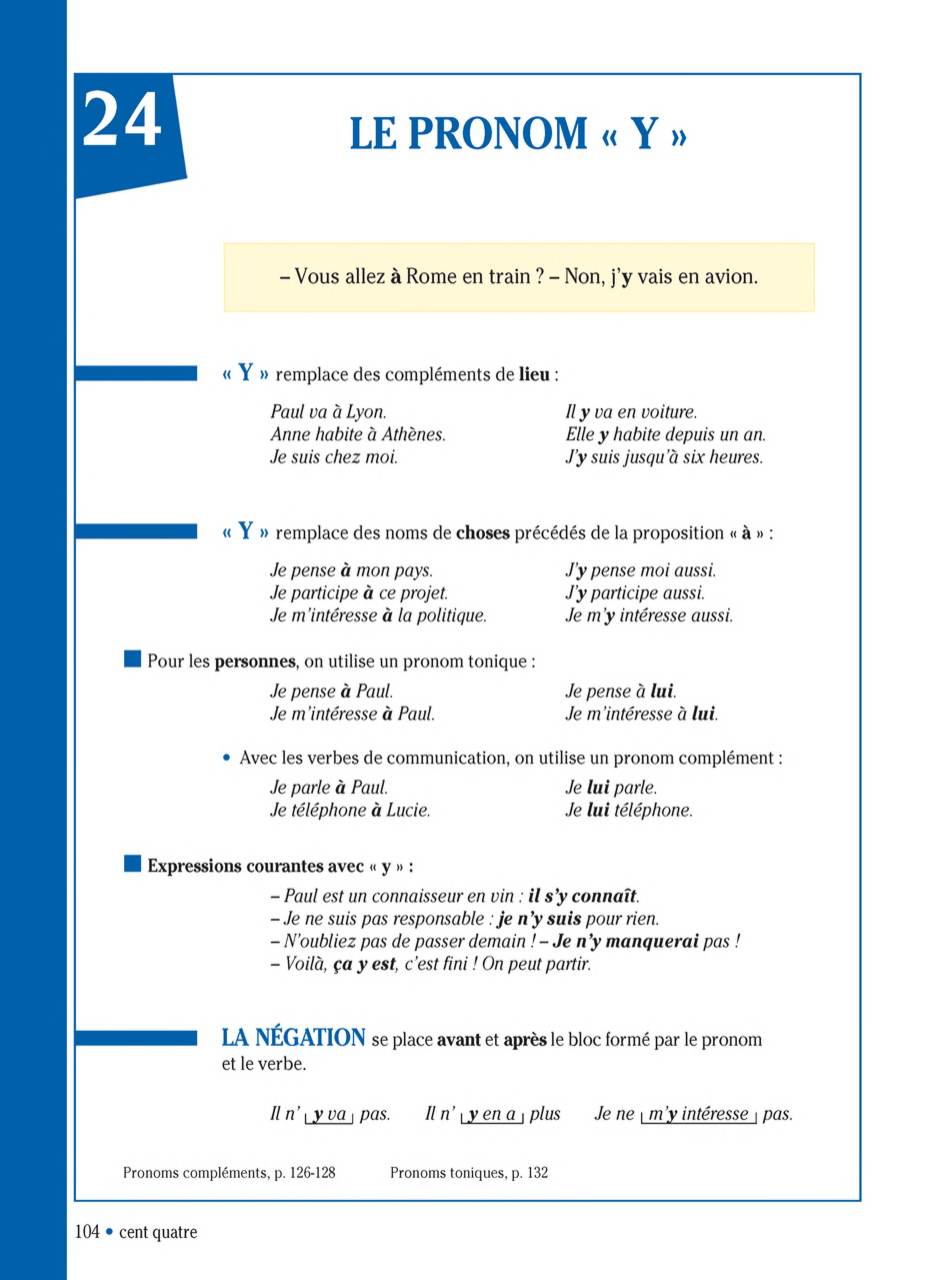 24
LE PRONOM « Y »
– Vous allez à Rome en train ? – Non, j’y vais en avion.
« Y » remplace des compléments de lieu :
Paul va à Lyon. Il y va en voiture.
Anne habite à Athènes. Elle y habite depuis un an.
Je suis chez moi. J’y suis jusqu’à six heures.
« Y » remplace des noms de choses précédés de la proposition « à » :
Je pense à mon pays. J’y pense moi aussi.
Je participe à ce projet. J’y participe aussi.
Je m’intéresse à la politique. Je m’y intéresse aussi.
Pour les personnes, on utilise un pronom tonique :
Je pense à Paul. Je pense à lui.
Je m’intéresse à Paul. Je m’intéresse à lui.
• Avec les verbes de communication, on utilise un pronom complément :
Je parle à Paul. Je lui parle.
Je téléphone à Lucie. Je lui téléphone.
Expressions courantes avec « y » :
– Paul est un connaisseur en vin : il s’y connaît.
– Je ne suis pas responsable : je n’y suis pour rien.
– N’oubliez pas de passer demain ! – Je n’y manquerai pas !
– Voilà, ça y est, c’est fini ! On peut partir.
LA NÉGATION se place avant et après le bloc formé par le pronom
et le verbe.
Il n’ y va pas. Il n’ y en a plus Je ne m’y intéresse pas.
Pronoms compléments, p. 126-128 Pronoms toniques, p. 132
104 • cent quatre